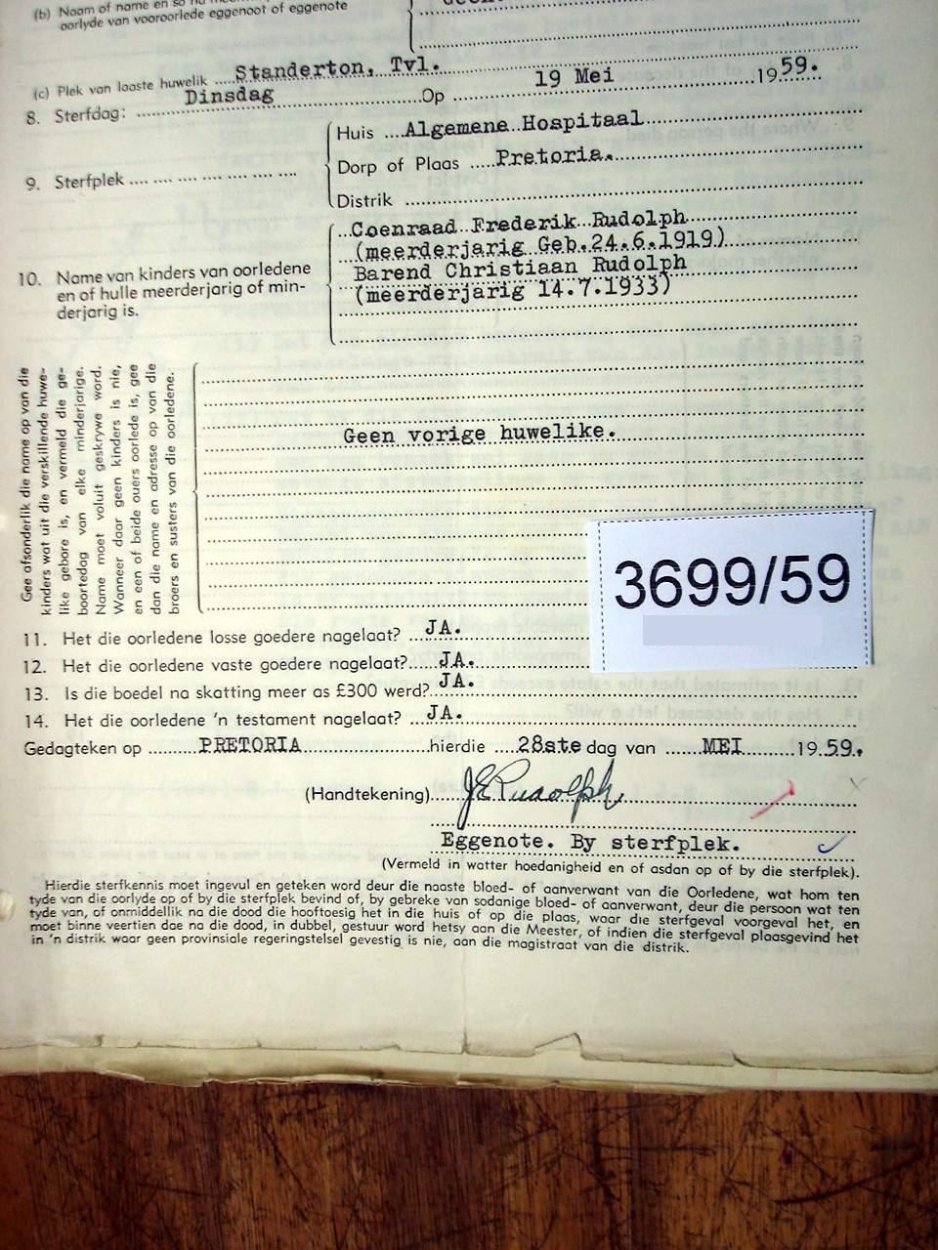 (b) Naam of name en
oorlyde van vooroorlede eggenoot of eggenote
(c) Plek van laaste huwelik Standerton, Tvl.
8. Sterfdag: Dinsdag Op 19 Mei 1959.
9. Sterfplek
Huis Algemene Hospitaal
Dorp of Plaas Pretoria.
Distrik
10. Name van kinders van oorledene
en of hulle meerderjarig of min-
derjarig is.
Coenraad Frederik Rudolph
(meerderjarig Geb.24.6.1919)
Barend Christiaan Rudolph
(meerderjarig 14.7.1933)
Gee afsonderlik die name op van die
kinders wat uit die verskillende huwe-
like gebore is, en vermeld die ge-
boortedag van elke minderjarige.
Name moet voluit geskrywe word.
Wanneer daar geen kinders is nie,
en een of beide ouers oorlede is, gee
dan die name en adresse op van die
broers en susters van die oorledene.
Geen vorige huwelike.
3699/59
11. Het die oorledene losse goedere nagelaat? JA.
12. Het die oorledene vaste goedere nagelaat? JA.
13. Is die boedel na skatting meer as £300 werd? JA.
14. Het die oorledene 'n testament nagelaat? JA.
Gedagteken op PRETORIA hierdie 28ste dag van MEI 1959.
(Handtekening) J E Rudolph
Eggenote. By sterfplek.
(Vermeld in watter hoedanigheid en of asdan op of by die sterfplek).
Hierdie sterfkennis moet ingevul en geteken word deur die naaste bloed- of aanverwant van die Oorledene, wat hom ten
tyde van die oorlyde op of by die sterfplek bevind of, by gebreke van sodanige bloed- of aanverwant, deur die persoon wat ten
tyde van, of onmiddellik na die dood die hooftoesig het in die huis of op die plaas, waar die sterfgeval voorgeval het, en
moet binne veertien dae na die dood, in dubbel, gestuur word hetsy aan die Meester, of indien die sterfgeval plaasgevind het
in 'n distrik waar geen provinsiale regeringstelsel gevestig is nie, aan die magistraat van die distrik.